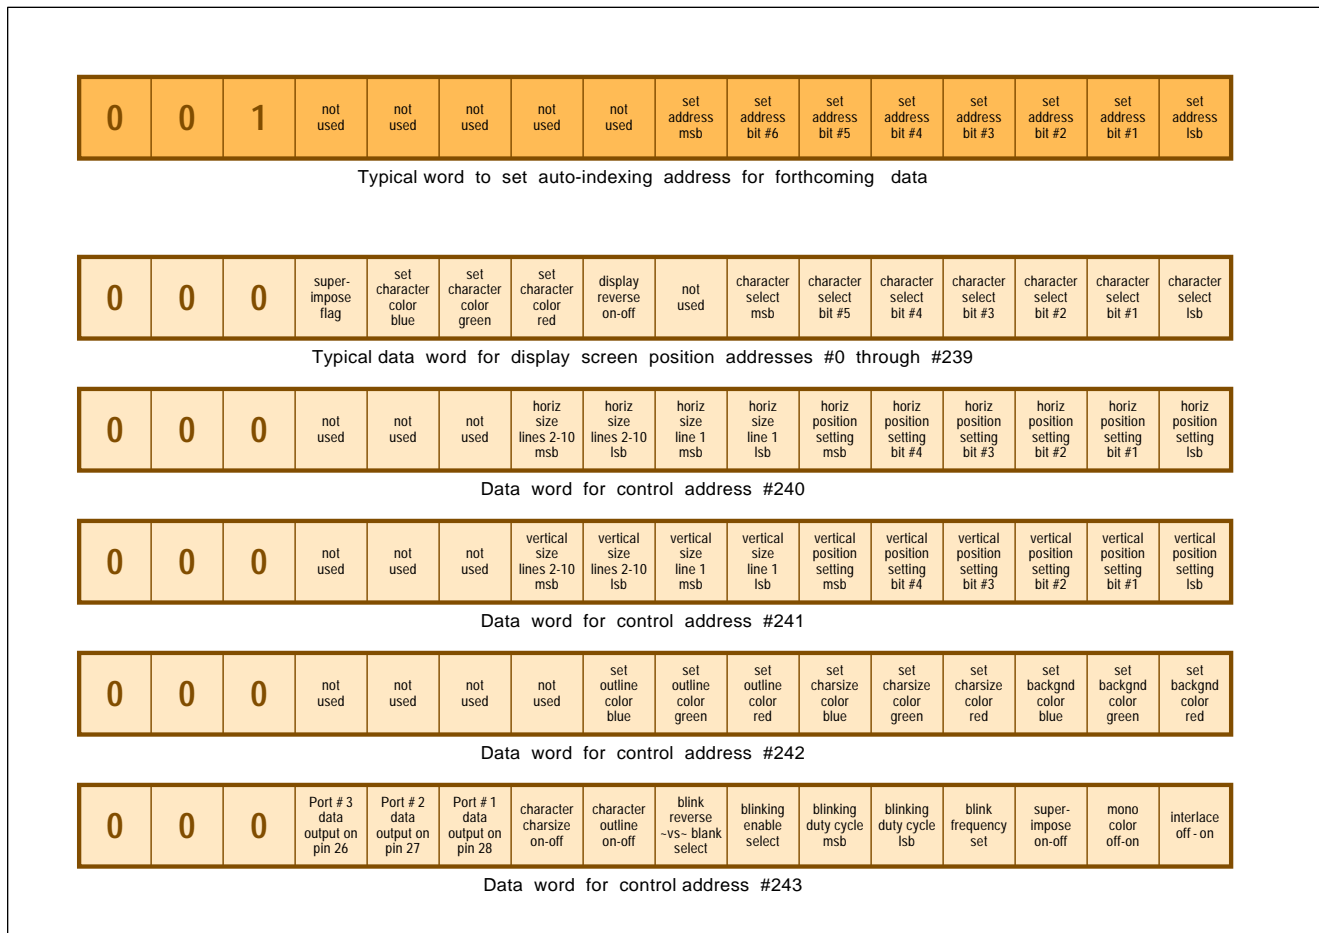 0 0 1 not used not used not used not used not used set address msb set address bit #6 set address bit #5 set address bit #4 set address bit #3 set address bit #2 set address bit #1 set address lsb
Typical word to set auto-indexing address for forthcoming data
0 0 0 super-impose flag set character color blue set character color green set character color red display reverse on-off not used character select msb character select bit #5 character select bit #4 character select bit #3 character select bit #2 character select bit #1 character select lsb
Typical data word for display screen position addresses #0 through #239
0 0 0 not used not used not used horiz size lines 2-10 msb horiz size lines 2-10 lsb horiz size line 1 msb horiz size line 1 lsb horiz position setting msb horiz position setting bit #4 horiz position setting bit #3 horiz position setting bit #2 horiz position setting bit #1 horiz position setting lsb
Data word for control address #240
0 0 0 not used not used not used vertical size lines 2-10 msb vertical size lines 2-10 lsb vertical size line 1 msb vertical size line 1 lsb vertical position setting msb vertical position setting bit #4 vertical position setting bit #3 vertical position setting bit #2 vertical position setting bit #1 vertical position setting lsb
Data word for control address #241
0 0 0 not used not used not used not used set outline color blue set outline color green set outline color red set charsize color blue set charsize color green set charsize color red set backgnd color blue set backgnd color green set backgnd color red
Data word for control address #242
0 0 0 Port # 3 data output on pin 26 Port # 2 data output on pin 27 Port # 1 data output on pin 28 character charsize on-off character outline on-off blink reverse ~vs~ blank select blinking enable select blinking duty cycle msb blinking duty cycle lsb blink frequency set super-impose on-off mono color off-on interlace off - on
Data word for control address #243